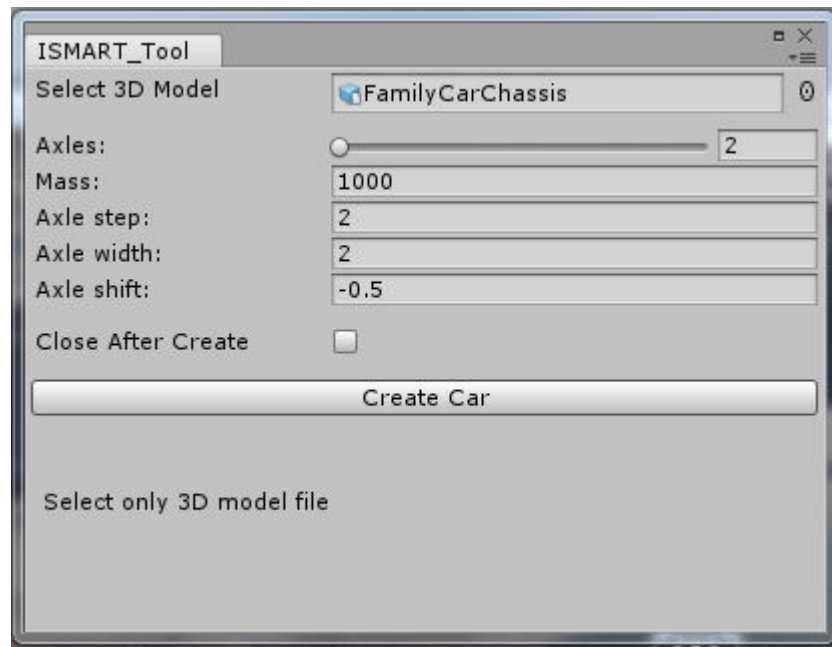 ISMART_Tool
Select 3D Model FamilyCarChassis
Axles: 2
Mass: 1000
Axle step: 2
Axle width: 2
Axle shift: -0.5
Close After Create
Create Car
Select only 3D model file